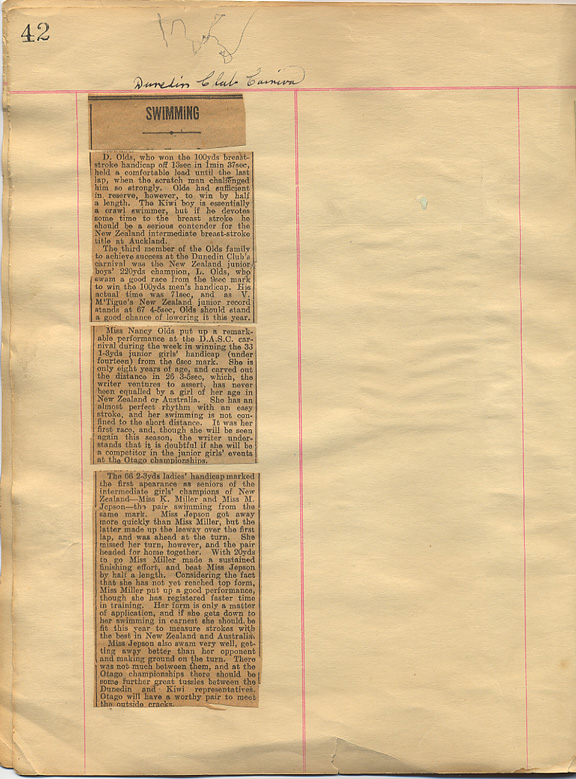 42
Dunedin Club Carnival
SWIMMING
D. Olds, who won the 100yds breast-
stroke handicap off 13sec in 1min 37sec,
held a comfortable lead until the last
lap, when the scratch man challenged
him so strongly. Olds had sufficient
in reserve, however, to win by half
a length. The Kiwi boy is essentially
a crawl swimmer, but if he devotes
some time to the breast stroke he
should be a serious contender for the
New Zealand intermediate breast-stroke
title at Auckland.
The third member of the Olds family
to achieve success at the Dunedin Club's
carnival was the New Zealand junior
boys' 220yds champion, L. Olds, who
swam a good race from the 9sec mark
to win the 100yds men's handicap. His
actual time was 71sec, and as V.
M'Tigue's New Zealand junior record
stands at 67 4-5sec, Olds should stand
a good chance of lowering it this year.
Miss Nancy Olds put up a remark-
able performance at the D.A.S.C. car-
nival during the week in winning the 33
1-3yds junior girls' handicap (under
fourteen) from the 6sec mark. She is
only eight years of age, and carved out
the distance in 26 3-5sec, which, the
writer ventures to assert, has never
been equalled by a girl of her age in
New Zealand or Australia. She has an
almost perfect rhythm with an easy
stroke, and her swimming is not con-
fined to the short distance. It was her
first race, and, though she will be seen
again this season, the writer under-
stands that it is doubtful if she will be
a competitor in the junior girls' events
at the Otago championships.
The 66 2-3yds ladies' handicap marked
the first apearance as seniors of the
intermediate girls' champions of New
Zealand—Miss K. Miller and Miss M.
Jepson—the pair swimming from the
same mark. Miss Jepson got away
more quickly than Miss Miller, but the
latter made up the leeway over the first
lap, and was ahead at the turn. She
missed her turn, however, and the pair
headed for home together. With 20yds
to go Miss Miller made a sustained
finishing effort, and beat Miss Jepson
by half a length. Considering the fact
that she has not yet reached top form,
Miss Miller put up a good performance,
though she has registered faster time
in training. Her form is only a matter
of application, and if she gets down to
her swimming in earnest she should be
fit this year to measure strokes with
the best in New Zealand and Australia.
Miss Jepson also swam very well, get-
ting away better than her opponent
and making ground on the turn. There
was not much between them, and at the
Otago championships there should be
some further great tussles between the
Dunedin and Kiwi representatives.
Otago will have a worthy pair to meet
the outside cracks.